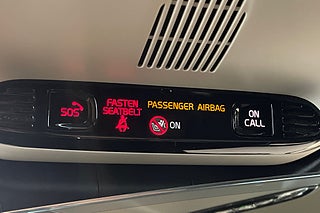 SOS
FASTEN
SEATBELT
PASSENGER AIRBAG
ON
ON
CALL